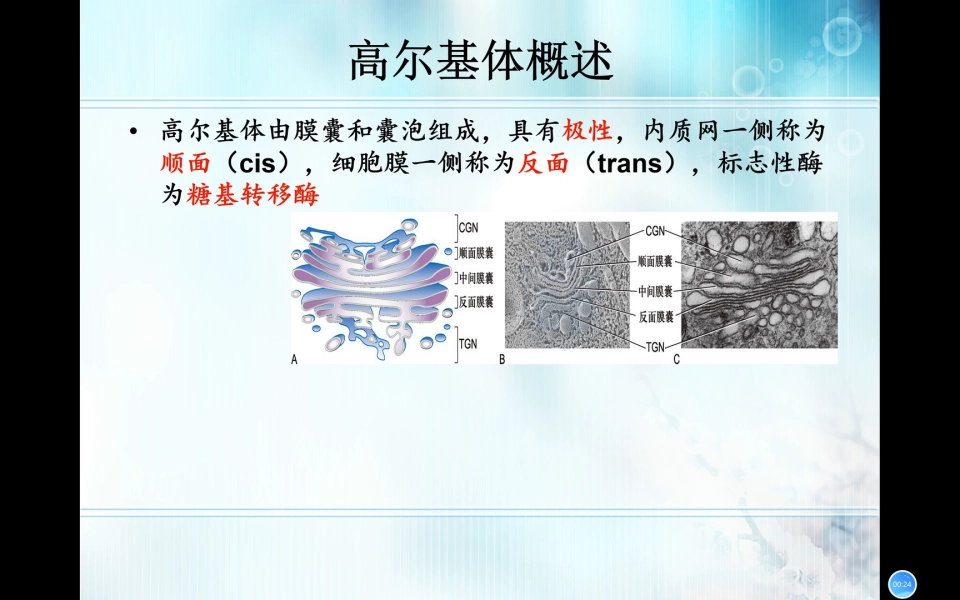 高尔基体概述
• 高尔基体由膜囊和囊泡组成，具有极性，内质网一侧称为
顺面（cis），细胞膜一侧称为反面（trans），标志性酶
为糖基转移酶
CGN
顺面膜囊
中间膜囊
反面膜囊
TGN
A
CGN
顺面膜囊
中间膜囊
反面膜囊
TGN
B
C
00:24